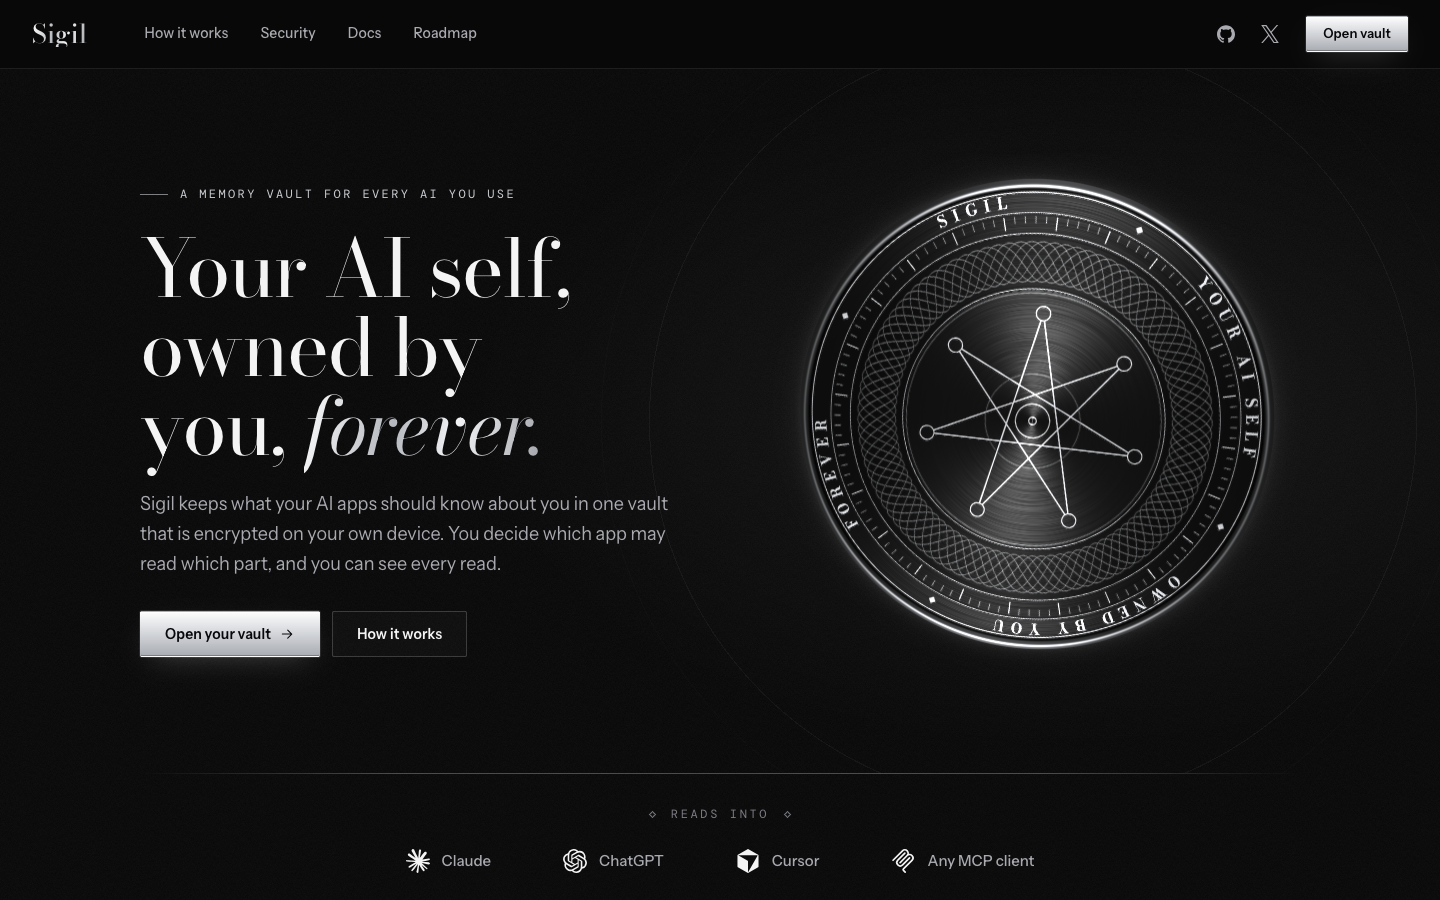 Sigil
How it works
Security
Docs
Roadmap
Open vault
A MEMORY VAULT FOR EVERY AI YOU USE
Your AI self,
owned by
you, forever.
Sigil keeps what your AI apps should know about you in one vault
that is encrypted on your own device. You decide which app may
read which part, and you can see every read.
Open your vault →
How it works
SIGIL
YOUR AI SELF
OWNED BY YOU
FOREVER
READS INTO
Claude
ChatGPT
Cursor
Any MCP client